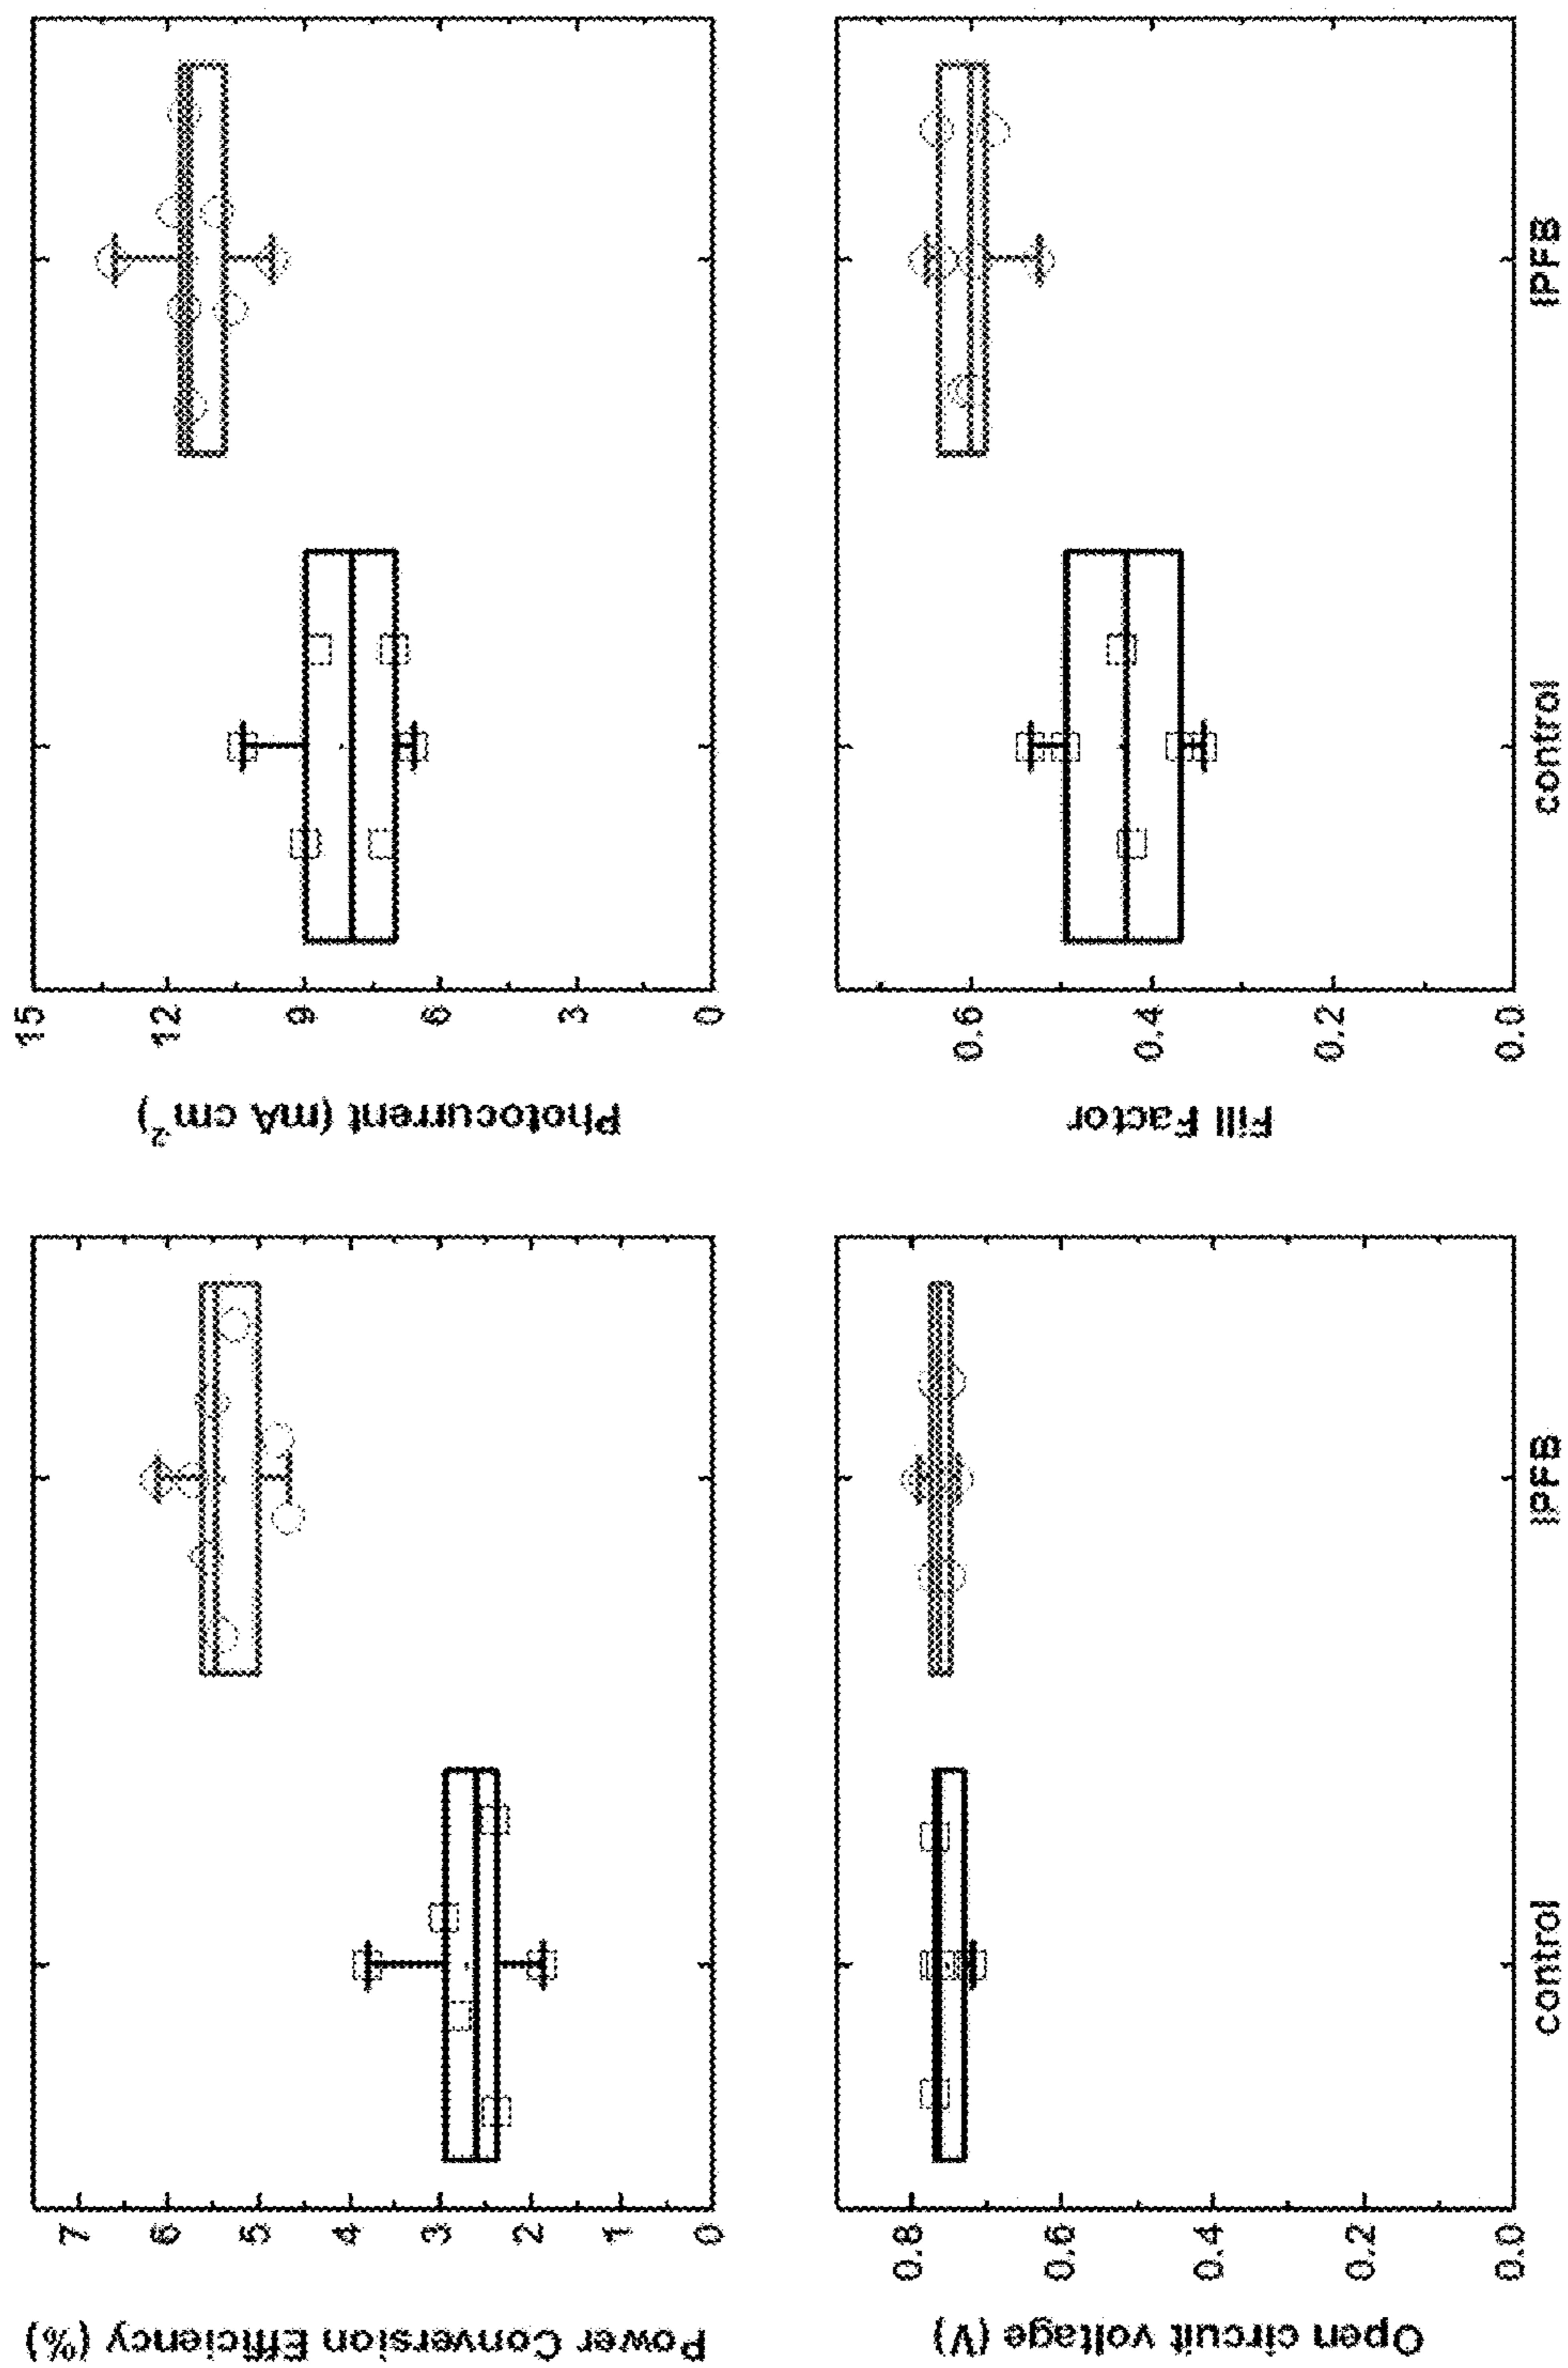 Power Conversion Efficiency (%)
7
6
5
4
3
2
1
0
Photocurrent (mA cm²)
15
12
9
6
3
0
Open circuit voltage (V)
0.8
0.6
0.4
0.2
0.0
control
IPFB
Fill Factor
0.6
0.4
0.2
0.0
control
IPFB